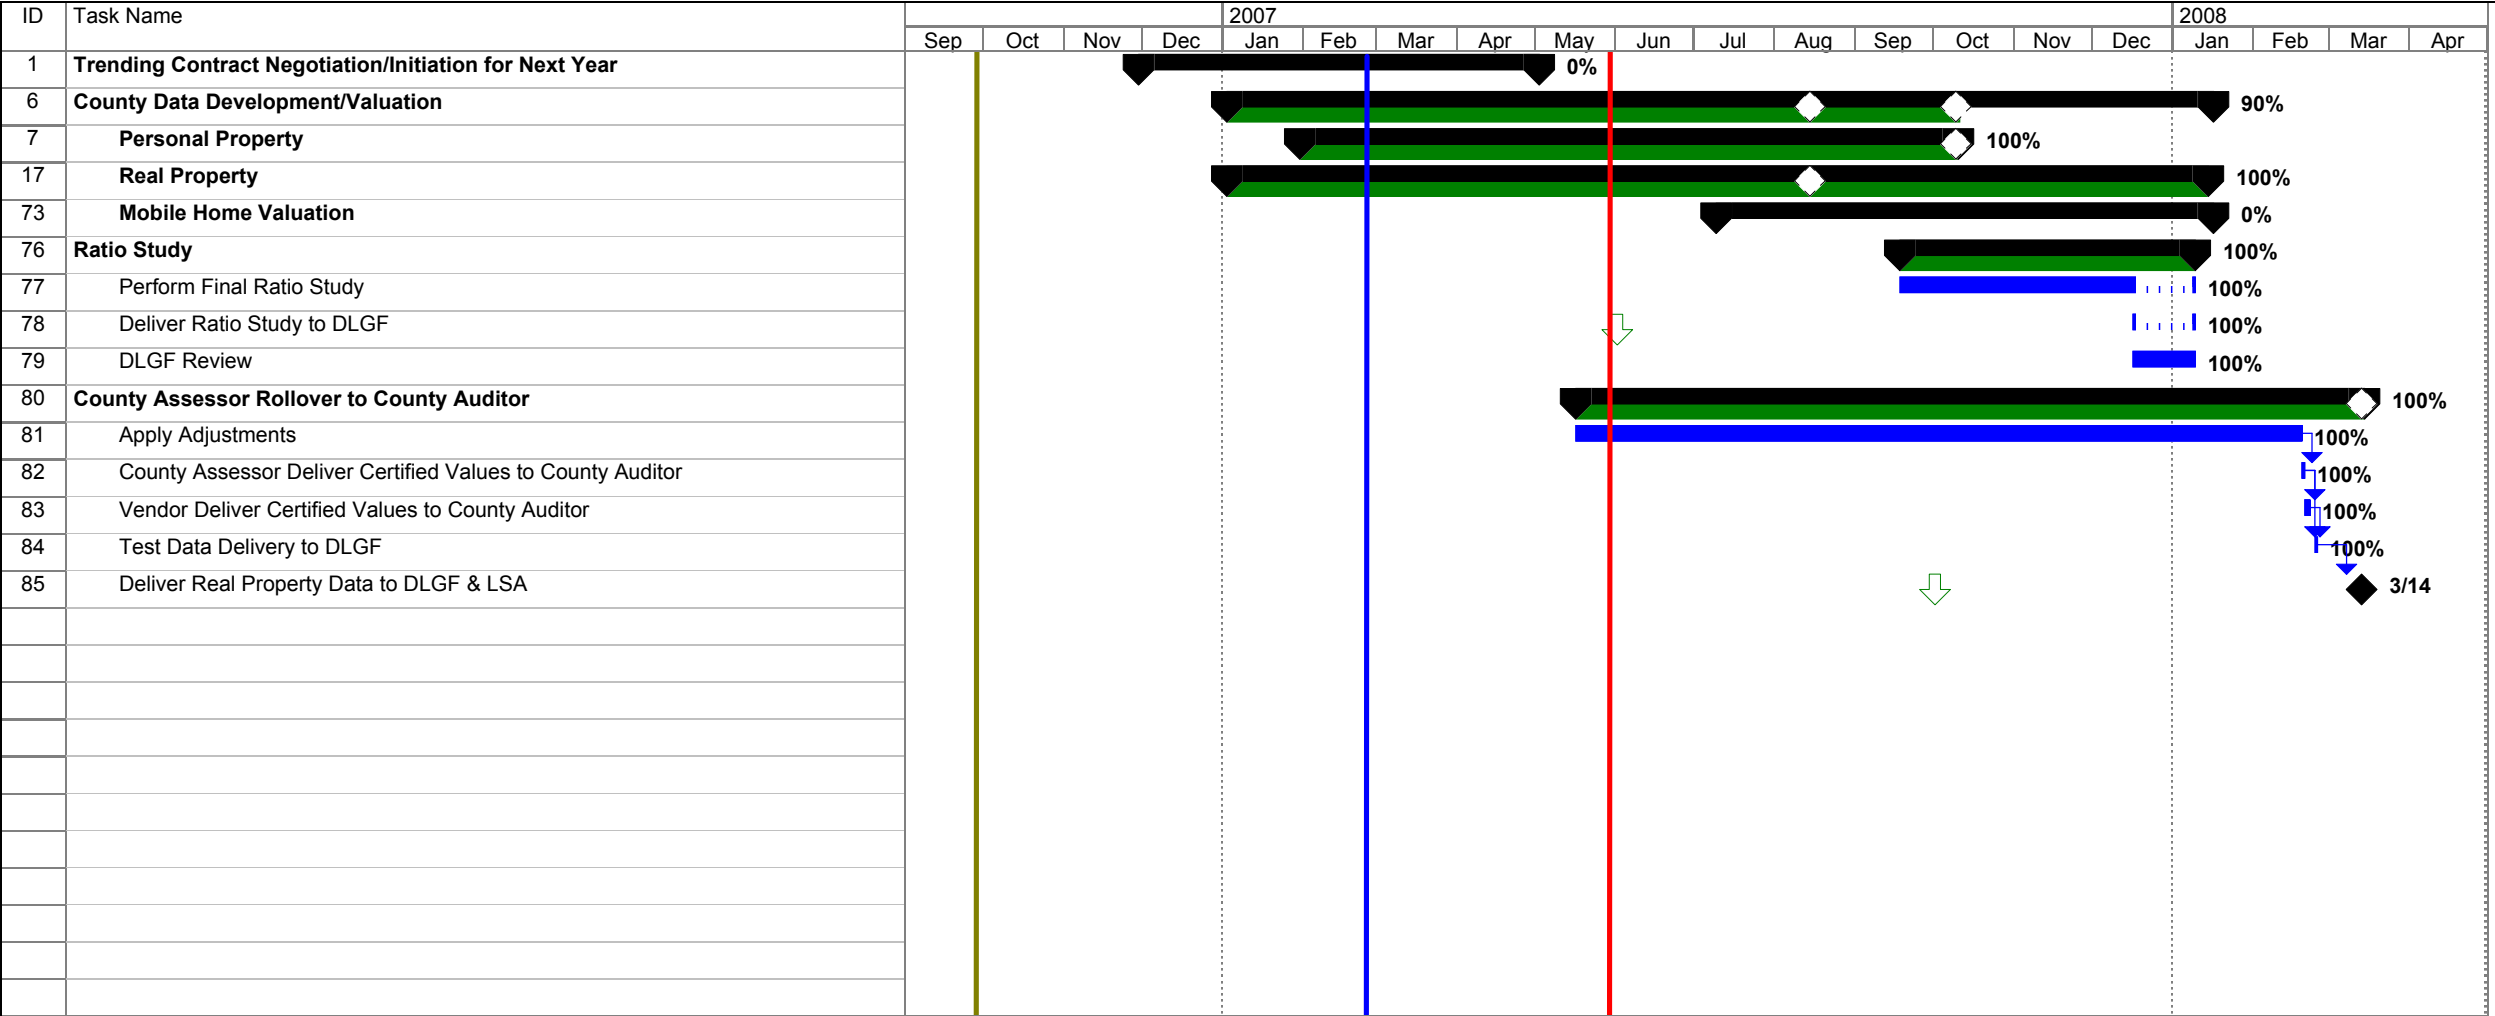 ID Task Name 2007 2008
Sep Oct Nov Dec Jan Feb Mar Apr May Jun Jul Aug Sep Oct Nov Dec Jan Feb Mar Apr
1 Trending Contract Negotiation/Initiation for Next Year 0%
6 County Data Development/Valuation 90%
7 Personal Property 100%
17 Real Property 100%
73 Mobile Home Valuation 0%
76 Ratio Study 100%
77 Perform Final Ratio Study 100%
78 Deliver Ratio Study to DLGF 100%
79 DLGF Review 100%
80 County Assessor Rollover to County Auditor 100%
81 Apply Adjustments 100%
82 County Assessor Deliver Certified Values to County Auditor 100%
83 Vendor Deliver Certified Values to County Auditor 100%
84 Test Data Delivery to DLGF 100%
85 Deliver Real Property Data to DLGF & LSA 3/14